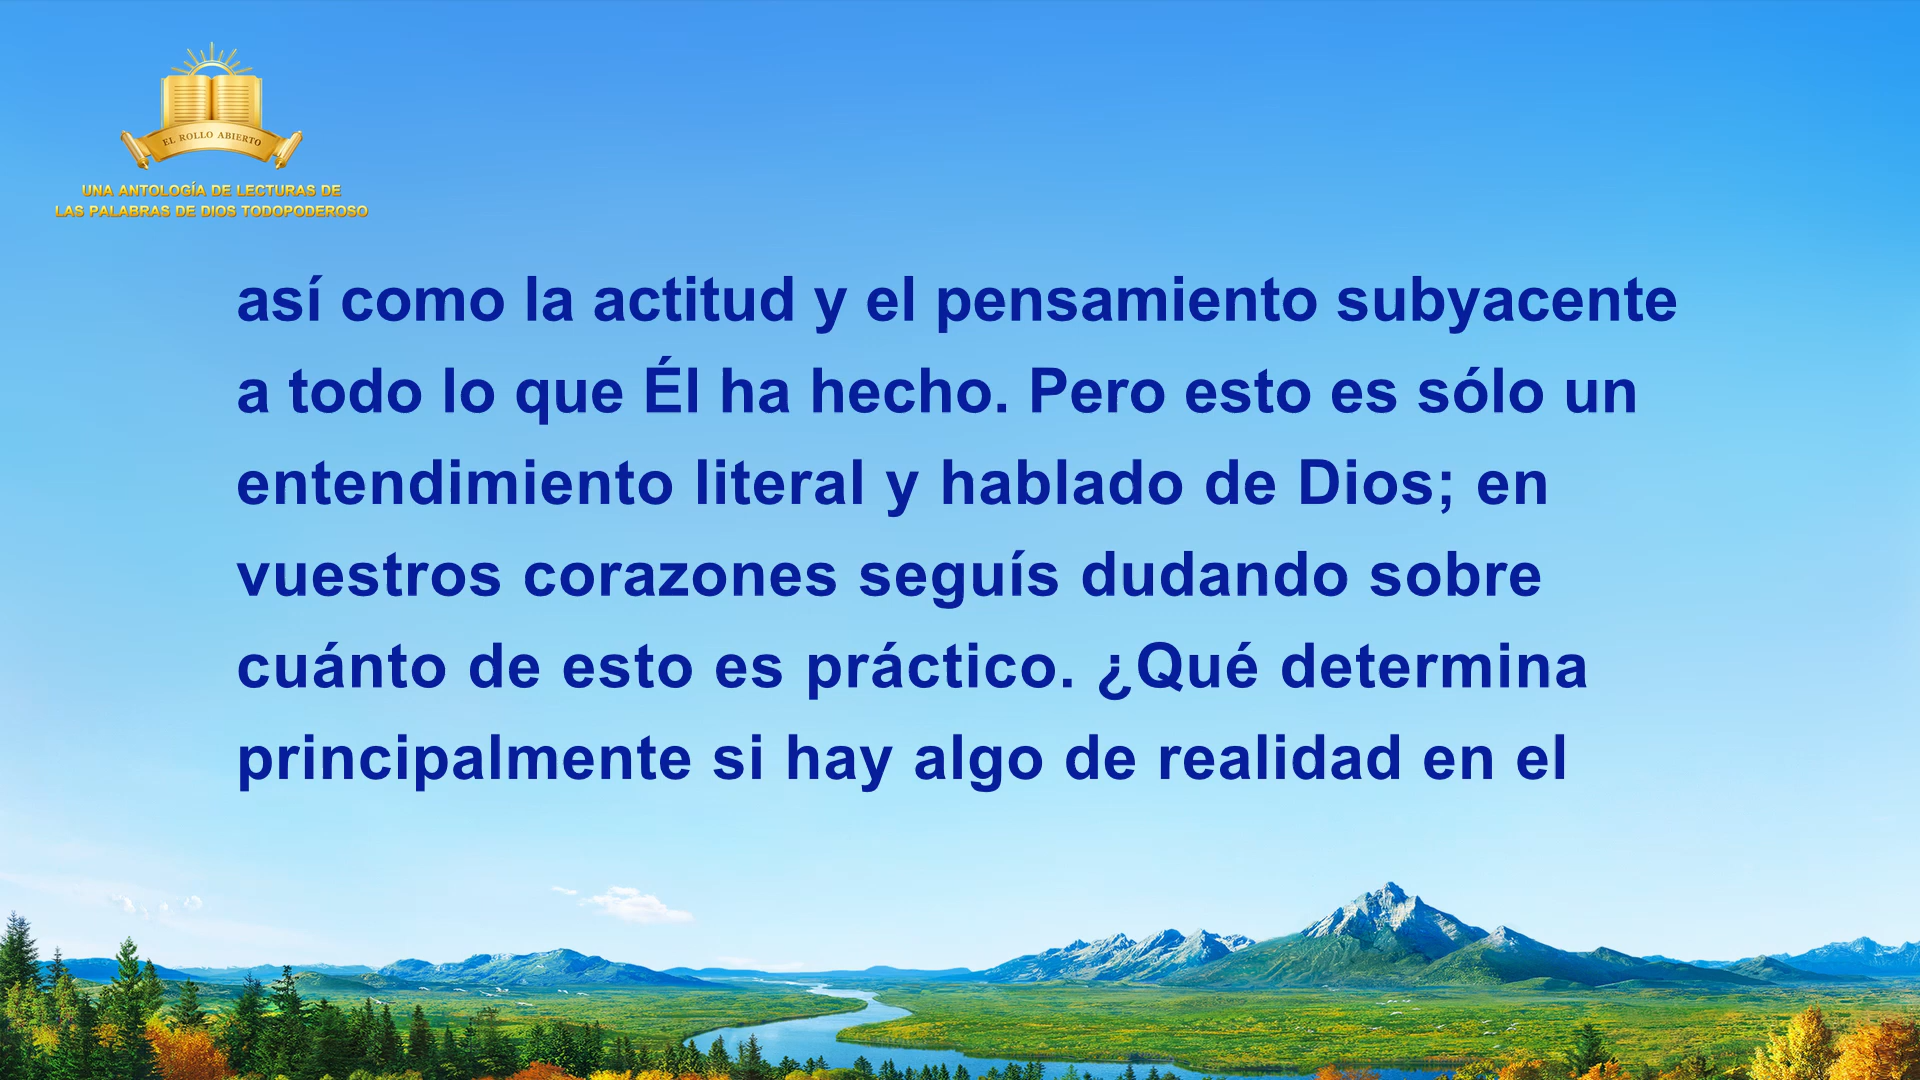 EL ROLLO ABIERTO
UNA ANTOLOGÍA DE LECTURAS DE
LAS PALABRAS DE DIOS TODOPODEROSO
así como la actitud y el pensamiento subyacente
a todo lo que Él ha hecho. Pero esto es sólo un
entendimiento literal y hablado de Dios; en
vuestros corazones seguís dudando sobre
cuánto de esto es práctico. ¿Qué determina
principalmente si hay algo de realidad en el